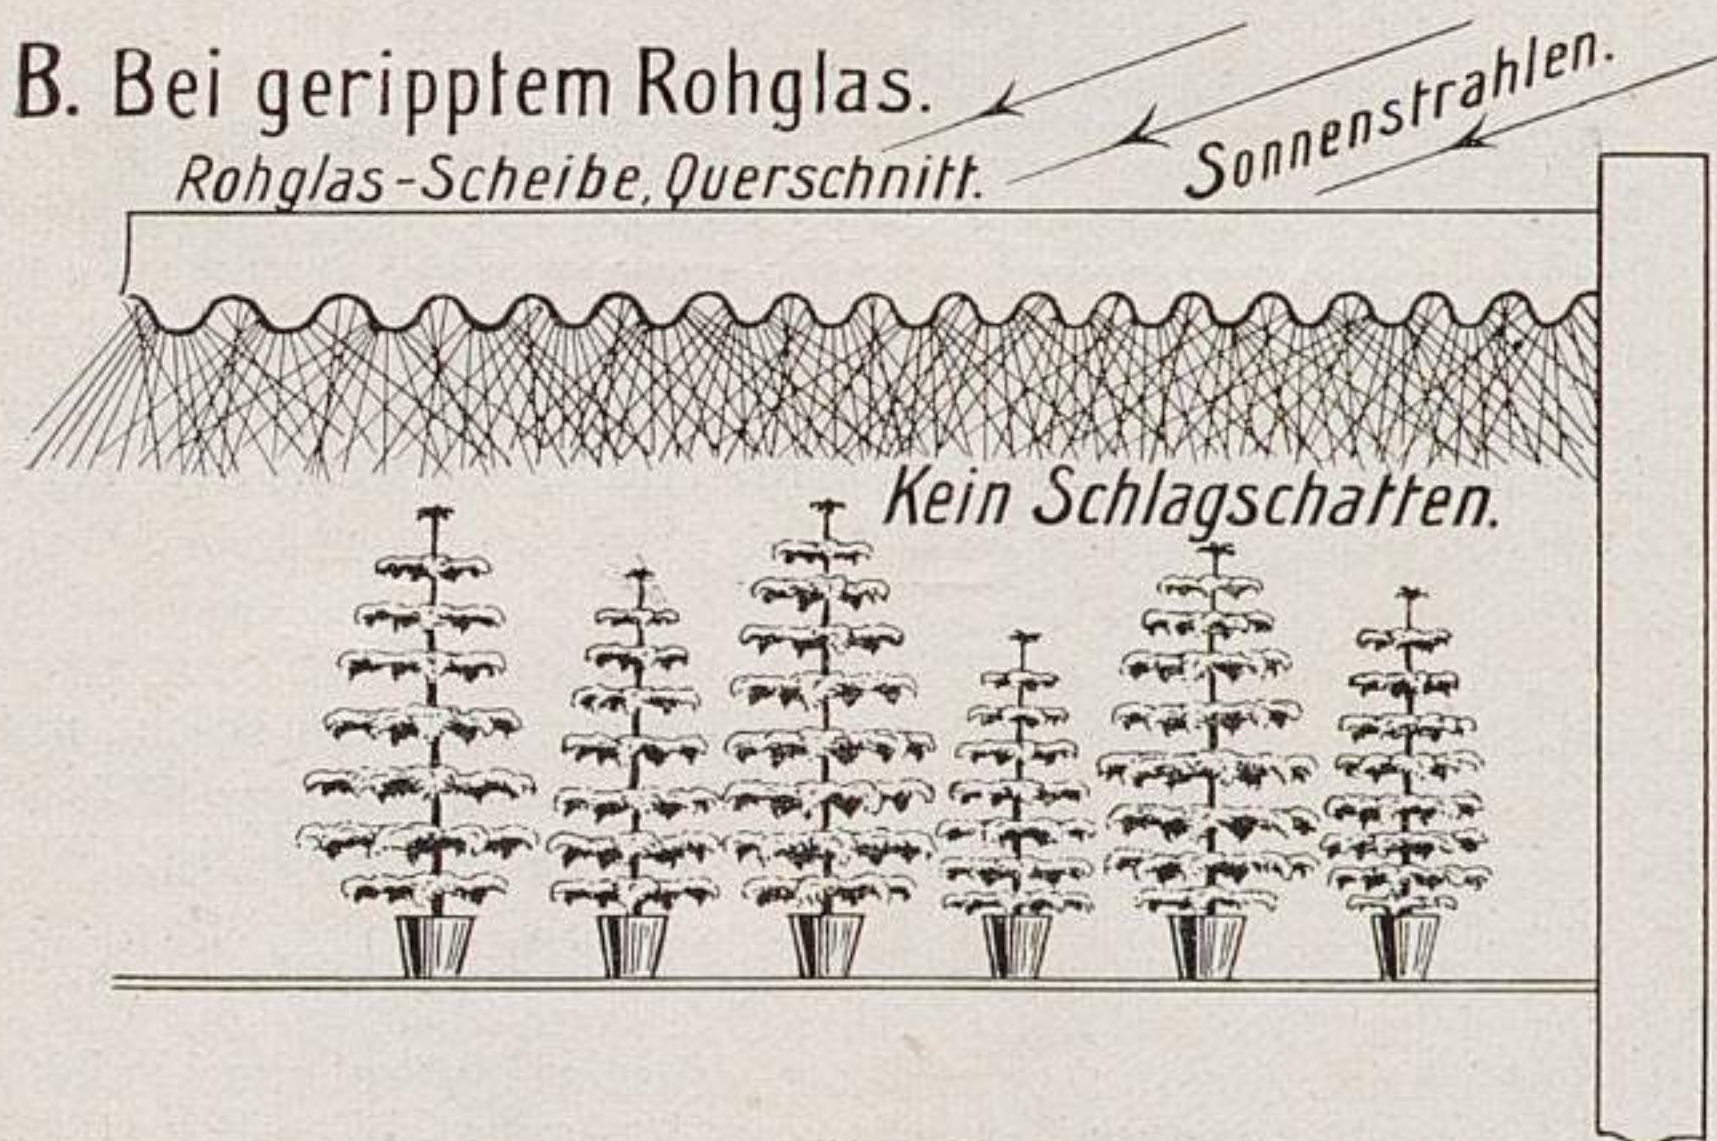 B. Bei geripptem Rohglas.
Rohglas-Scheibe, Querschnitt.
Sonnenstrahlen.
Kein Schlagschatten.